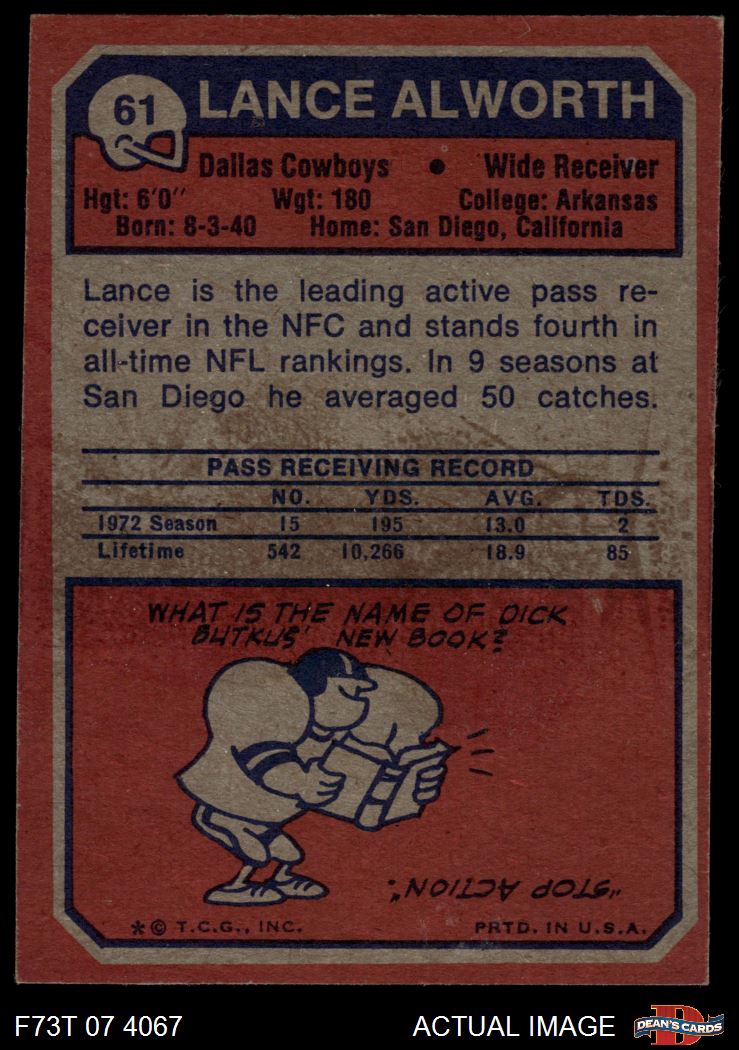 61 LANCE ALWORTH
Dallas Cowboys • Wide Receiver
Hgt: 6'0" Wgt: 180 College: Arkansas
Born: 8-3-40 Home: San Diego, California
Lance is the leading active pass re-
ceiver in the NFC and stands fourth in
all-time NFL rankings. In 9 seasons at
San Diego he averaged 50 catches.
PASS RECEIVING RECORD
NO. YDS. AVG. TDS.
1972 Season 15 195 13.0 2
Lifetime 542 10,266 18.9 85
WHAT IS THE NAME OF DICK
BUTKUS' NEW BOOK?
"STOP ACTION".
*© T.C.G., INC. PRTD. IN U.S.A.
F73T 07 4067 ACTUAL IMAGE D DEAN'S CARDS